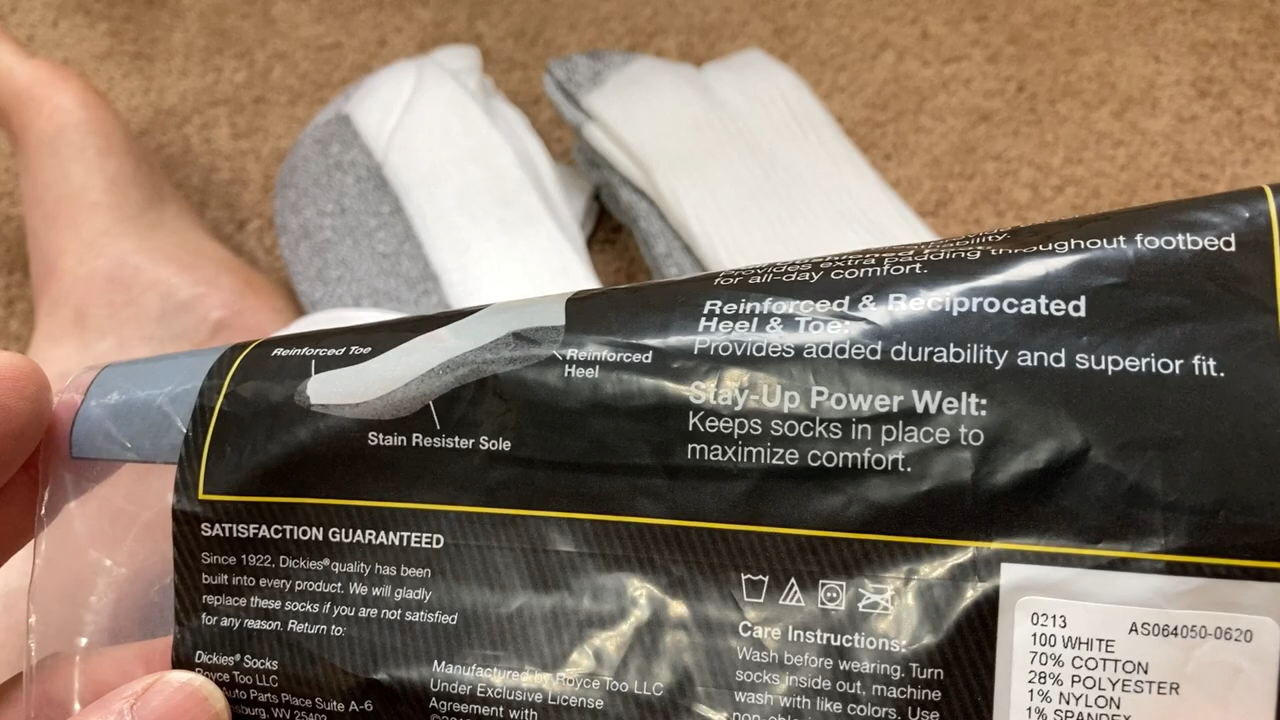 Provides extra padding throughout footbed
for all-day comfort.
Reinforced & Reciprocated
Heel & Toe:
Provides added durability and superior fit.
Stay-Up Power Welt:
Keeps socks in place to
maximize comfort.
Reinforced Toe
Reinforced
Heel
Stain Resister Sole
SATISFACTION GUARANTEED
Since 1922, Dickies® quality has been
built into every product. We will gladly
replace these socks if you are not satisfied
for any reason. Return to:
Dickies® Socks
Royce Too LLC
Auto Parts Place Suite A-6
WV 25402
Manufactured by Royce Too LLC
Under Exclusive License
Agreement with
Care Instructions:
Wash before wearing. Turn
socks inside out, machine
wash with like colors. Use
0213 AS064050-0620
100 WHITE
70% COTTON
28% POLYESTER
1% NYLON
1% SPANDEX